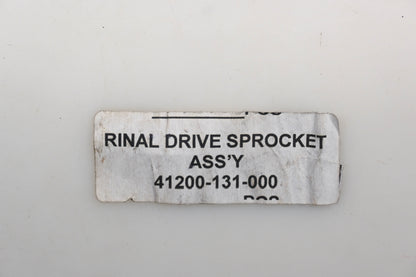 RINAL DRIVE SPROCKET
ASS'Y
41200-131-000